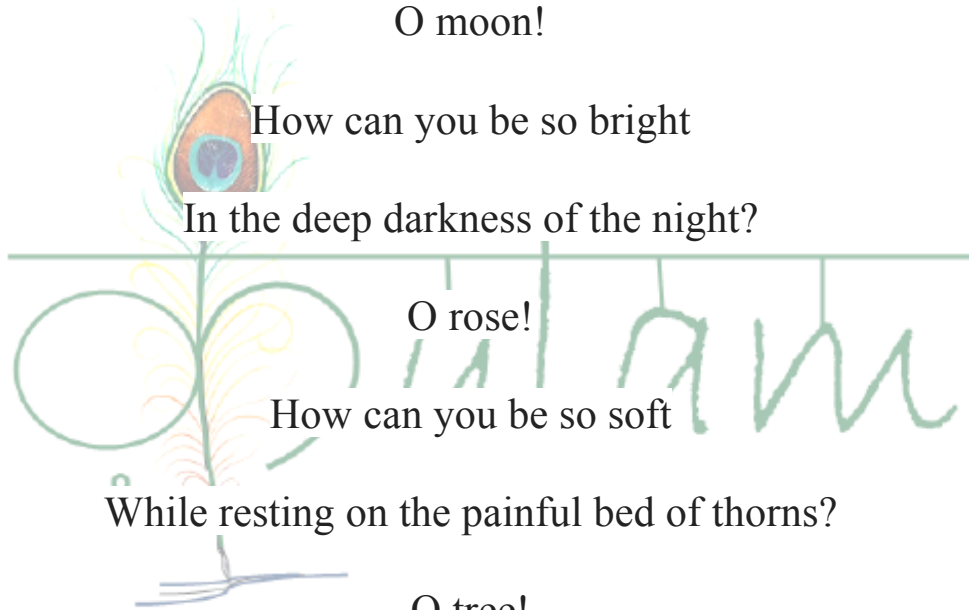 O moon!
How can you be so bright
In the deep darkness of the night?
O rose!
How can you be so soft
While resting on the painful bed of thorns?
O tree!